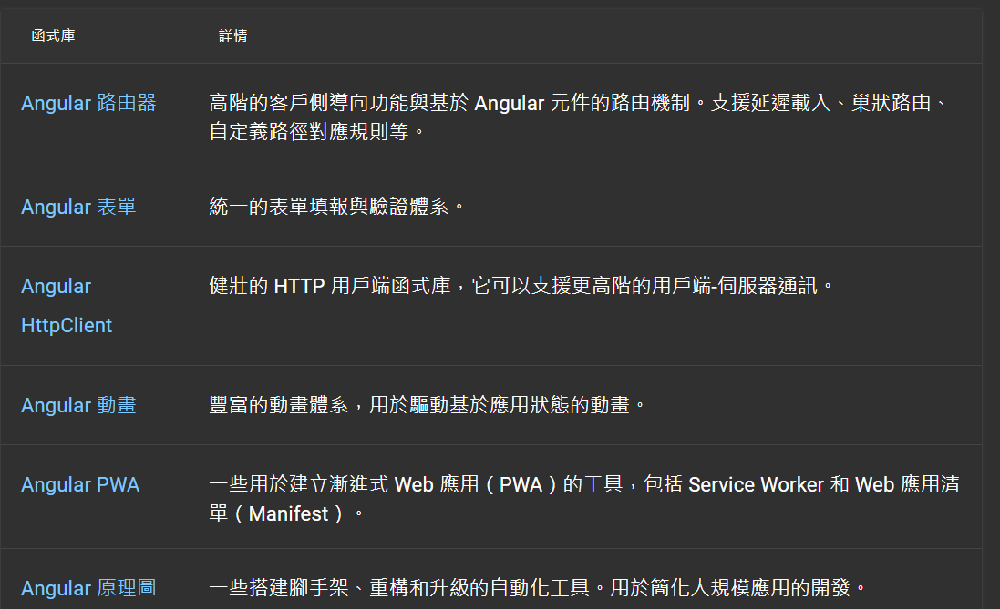 函式庫 詳情
Angular 路由器 高階的客戶側導向功能與基於 Angular 元件的路由機制。支援延遲載入、巢狀路由、
自定義路徑對應規則等。
Angular 表單 統一的表單填報與驗證體系。
Angular 健壯的 HTTP 用戶端函式庫，它可以支援更高階的用戶端-伺服器通訊。
HttpClient
Angular 動畫 豐富的動畫體系，用於驅動基於應用狀態的動畫。
Angular PWA 一些用於建立漸進式 Web 應用（PWA）的工具，包括 Service Worker 和 Web 應用清
單（Manifest）。
Angular 原理圖 一些搭建腳手架、重構和升級的自動化工具。用於簡化大規模應用的開發。